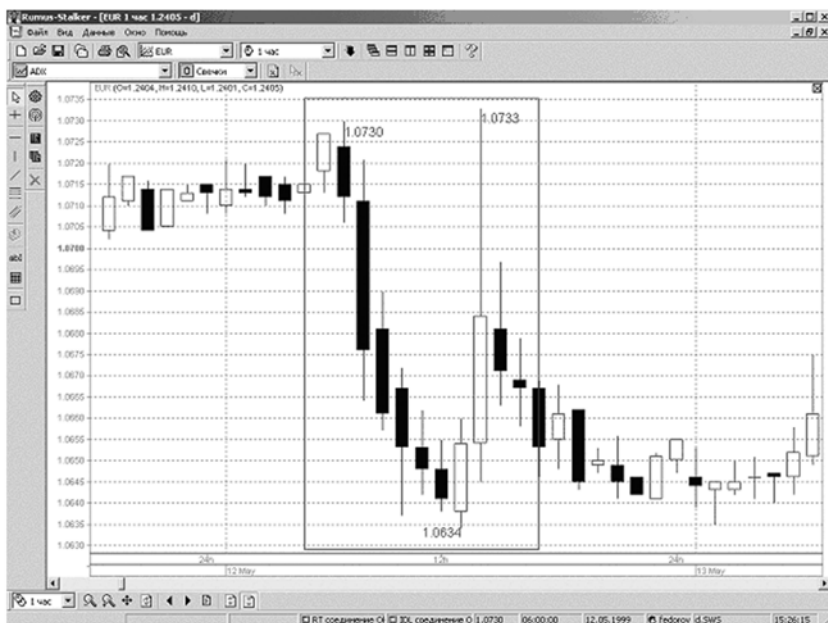 Rumus-Stalker - [EUR 1 час 1.2405 - d]
Файл Вид Данные Окно Помощь
EUR 1 час
ADX Свечки
EUR (O=1.2404, H=1.2410, L=1.2401, C=1.2405)
1.0735
1.0730
1.0730
1.0733
1.0725
1.0720
1.0715
1.0710
1.0705
1.0700
1.0695
1.0690
1.0685
1.0680
1.0675
1.0670
1.0665
1.0660
1.0655
1.0650
1.0645
1.0640
1.0635
1.0634
1.0630
abI
24h 12h 24h
12 May 13 May
1 час
RT соединение IDL соединение 1.0730 06:00:00 12.05.1999 fedorov d.SWS 15:26:15